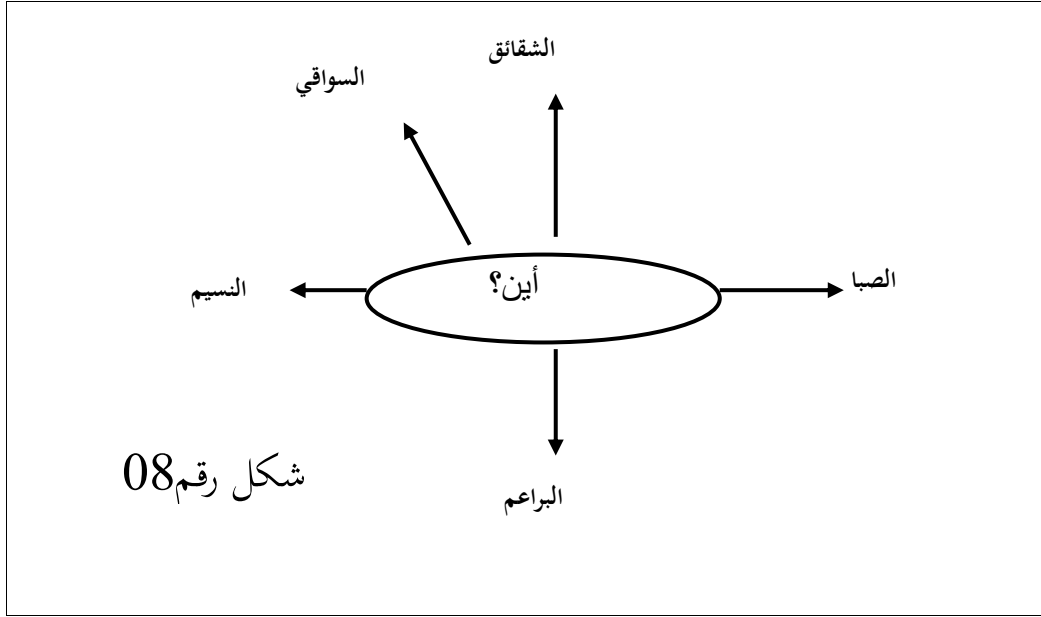 الشقائق
السواقي
أين؟
الصبا
النسيم
شكل رقم08
البراعم